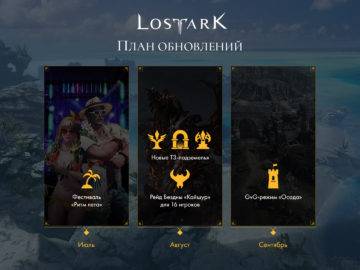 LOSTARK
ПЛАН ОБНОВЛЕНИЙ
Новые Т3-подземелья
Фестиваль
«Ритм лета»
Рейд Бездны «Кайшур»
для 16 игроков
GvG-режим «Осада»
Июль
Август
Сентябрь